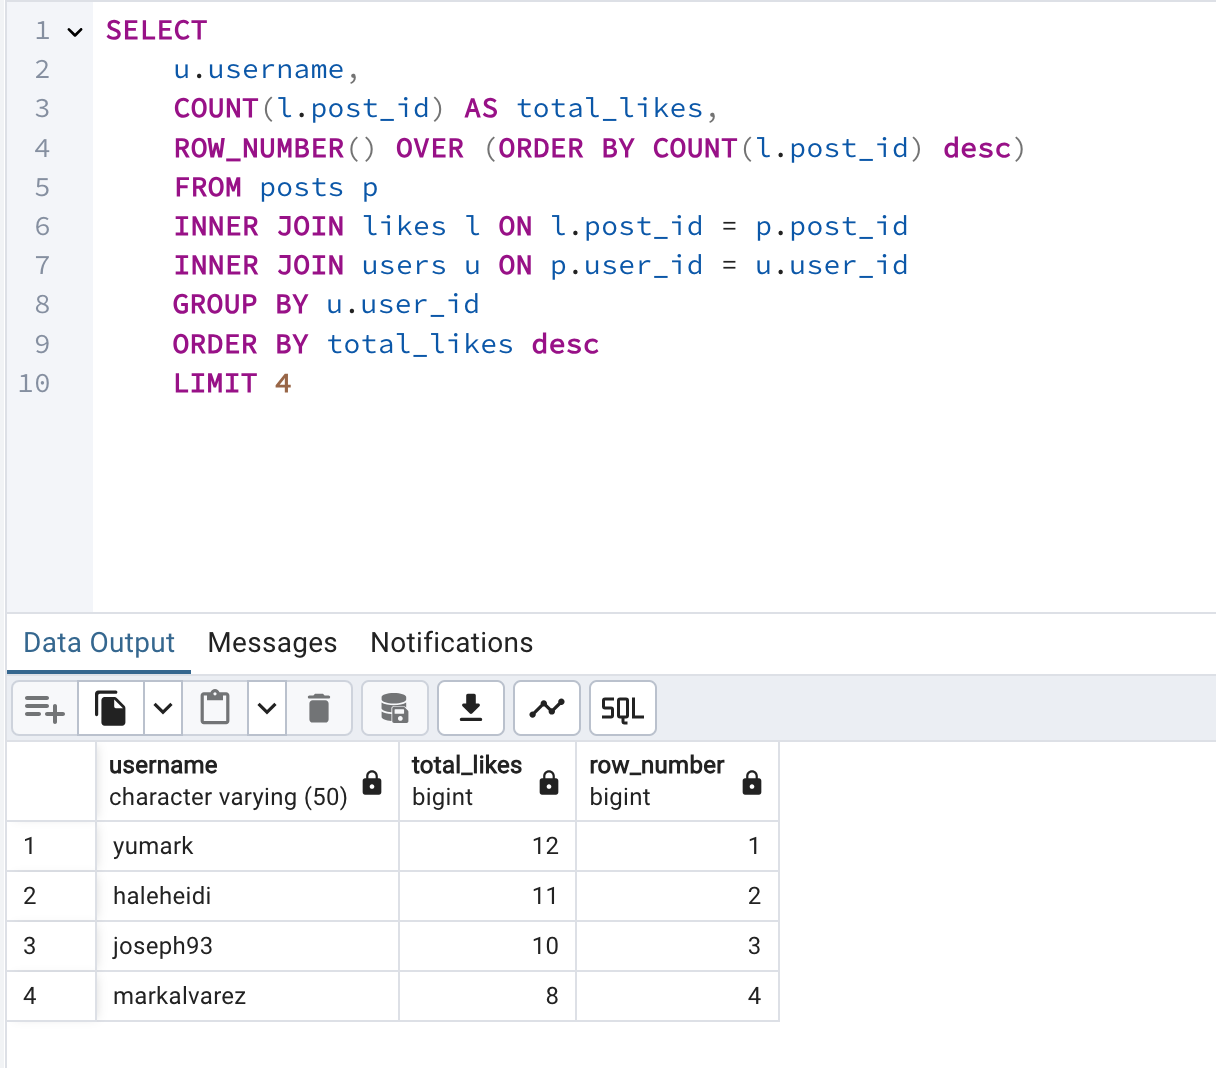 1 SELECT
2 u.username,
3 COUNT(l.post_id) AS total_likes,
4 ROW_NUMBER() OVER (ORDER BY COUNT(l.post_id) desc)
5 FROM posts p
6 INNER JOIN likes l ON l.post_id = p.post_id
7 INNER JOIN users u ON p.user_id = u.user_id
8 GROUP BY u.user_id
9 ORDER BY total_likes desc
10 LIMIT 4
Data Output Messages Notifications
SQL
username total_likes row_number
character varying (50) bigint bigint
1 yumark 12 1
2 haleheidi 11 2
3 joseph93 10 3
4 markalvarez 8 4